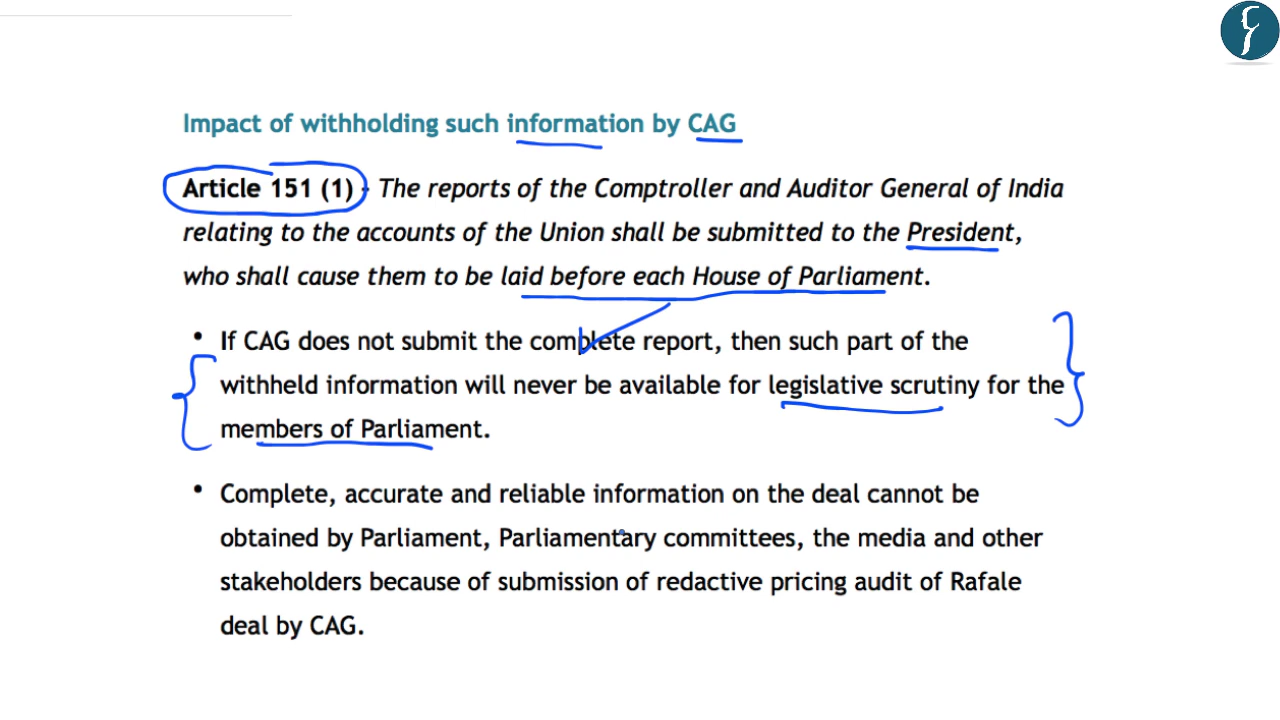 Impact of withholding such information by CAG
Article 151 (1) - The reports of the Comptroller and Auditor General of India
relating to the accounts of the Union shall be submitted to the President,
who shall cause them to be laid before each House of Parliament.
• If CAG does not submit the complete report, then such part of the
withheld information will never be available for legislative scrutiny for the
members of Parliament.
• Complete, accurate and reliable information on the deal cannot be
obtained by Parliament, Parliamentary committees, the media and other
stakeholders because of submission of redactive pricing audit of Rafale
deal by CAG.